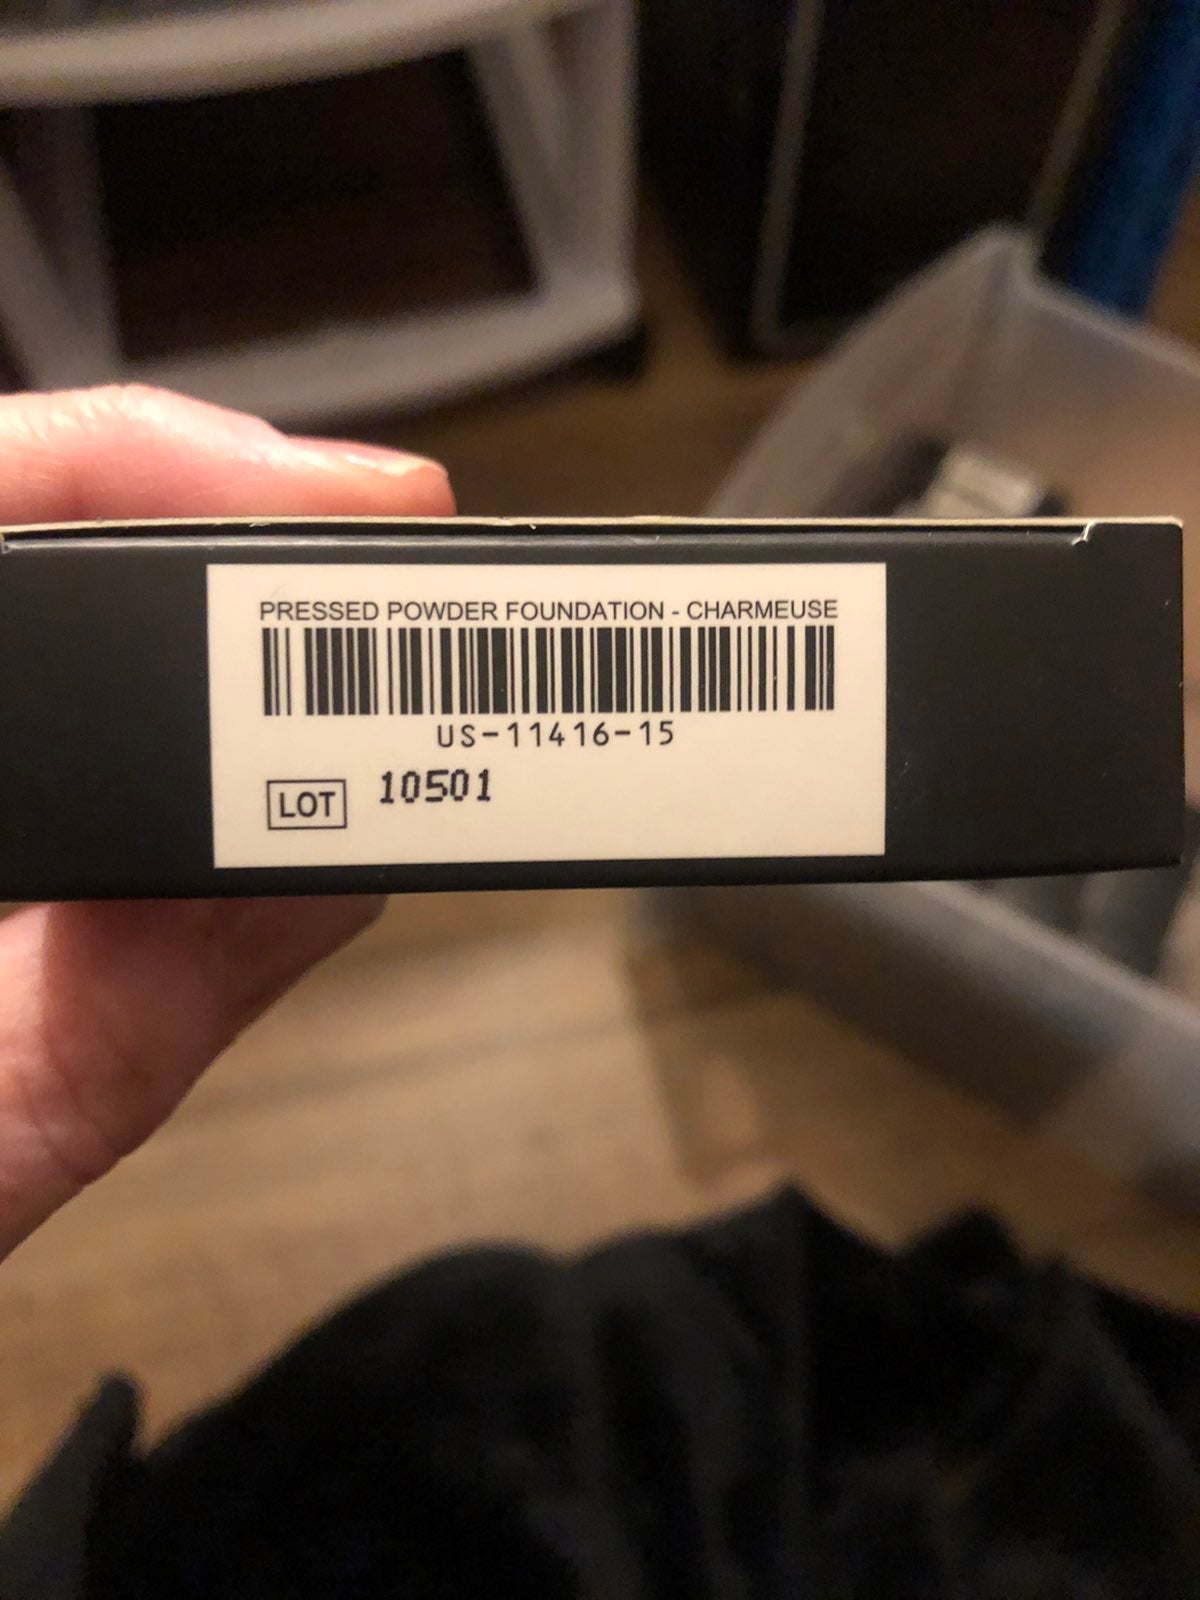 PRESSED POWDER FOUNDATION - CHARMEUSE
US-11416-15
LOT 10501